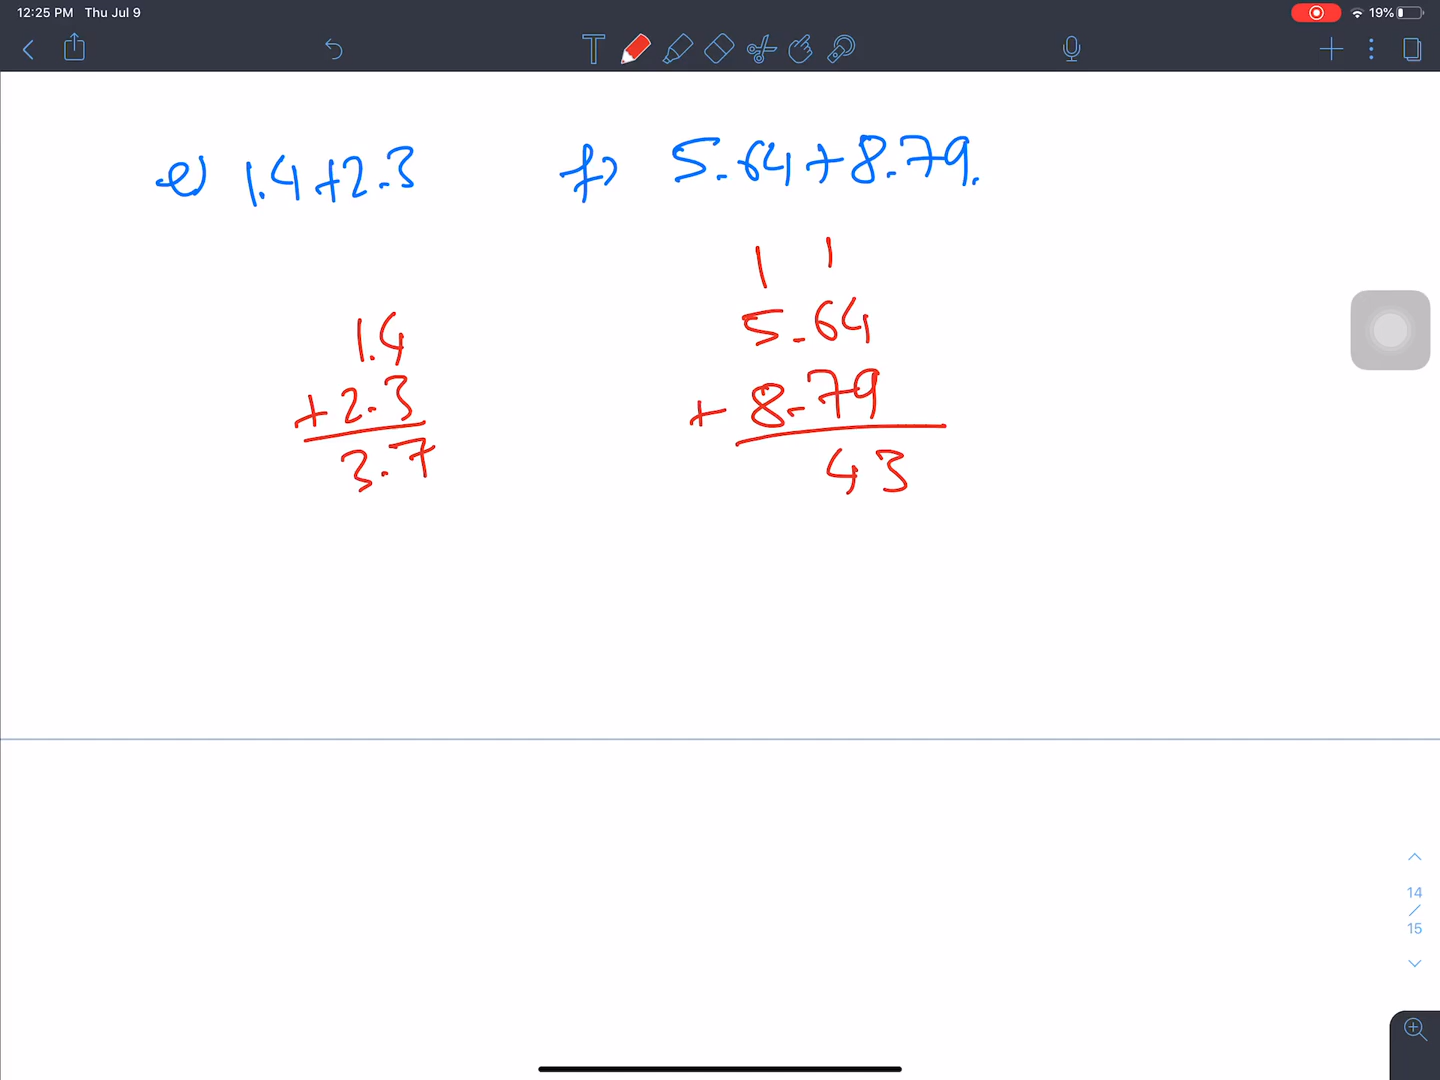 12:25 PM Thu Jul 9 19%
T
e) 1.4+2.3 f) 5.64+8.79.
1 1
1.4 5.64
+2.3 + 8.79
3.7 43
14
/
15